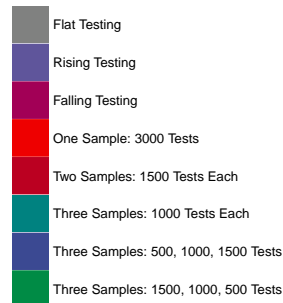 Flat Testing
Rising Testing
Falling Testing
One Sample: 3000 Tests
Two Samples: 1500 Tests Each
Three Samples: 1000 Tests Each
Three Samples: 500, 1000, 1500 Tests
Three Samples: 1500, 1000, 500 Tests